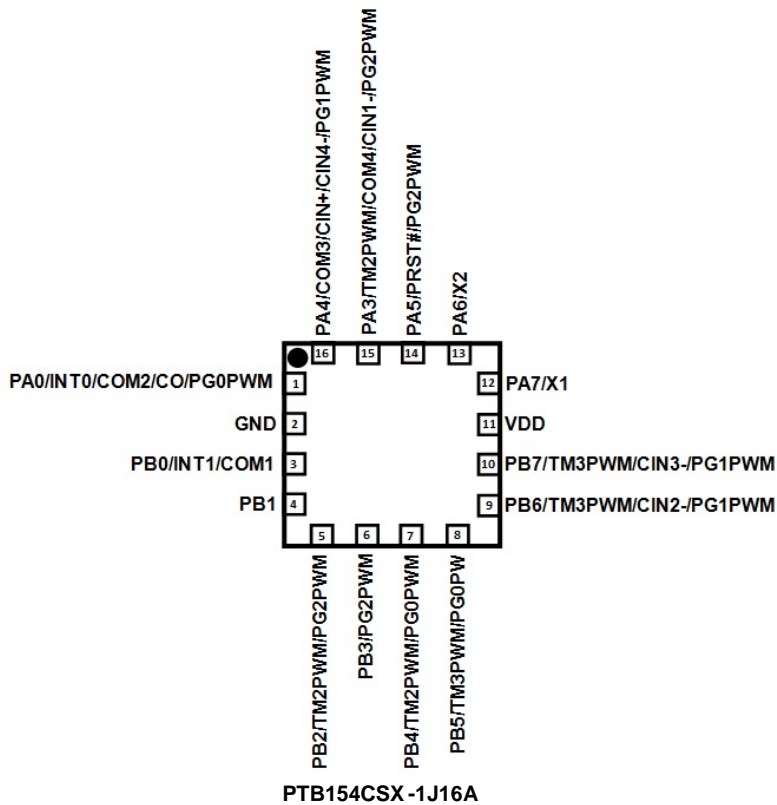 PA4/COM3/CIN+/CIN4-/PG1PWM
PA3/TM2PWM/COM4/CIN1-/PG2PWM
PA5/PRST#/PG2PWM
PA6/X2
16
15
14
13
PA0/INT0/COM2/CO/PG0PWM
1
12
PA7/X1
GND
2
11
VDD
PB0/INT1/COM1
3
10
PB7/TM3PWM/CIN3-/PG1PWM
PB1
4
9
PB6/TM3PWM/CIN2-/PG1PWM
5
6
7
8
PB2/TM2PWM/PG2PWM
PB3/PG2PWM
PB4/TM2PWM/PG0PWM
PB5/TM3PWM/PG0PW
PTB154CSX -1J16A